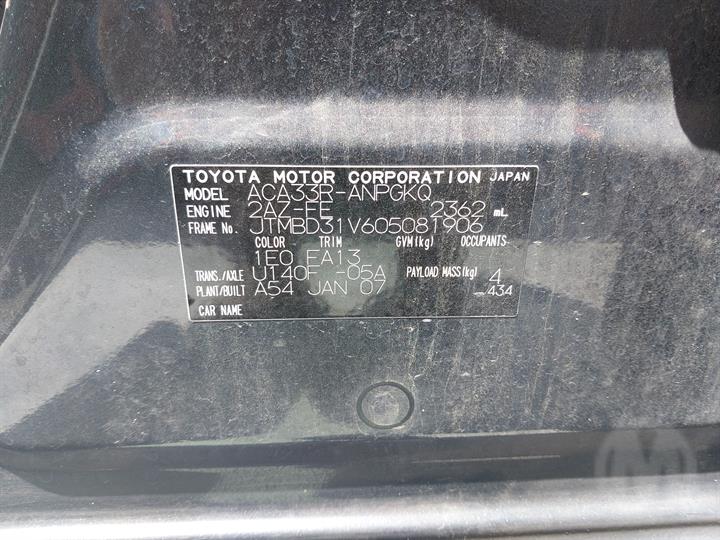 TOYOTA MOTOR CORPORATION JAPAN
MODEL ACA33R-ANPGKQ
ENGINE 2AZ-FE 2362 mL
FRAME No. JTMBD31V605081906
COLOR TRIM GVM(kg) OCCUPANTS
1E0 EA13
TRANS./AXLE U140F -05A PAYLOAD MASS(kg) 4
PLANT/BUILT A54 JAN 07 -434
CAR NAME
M